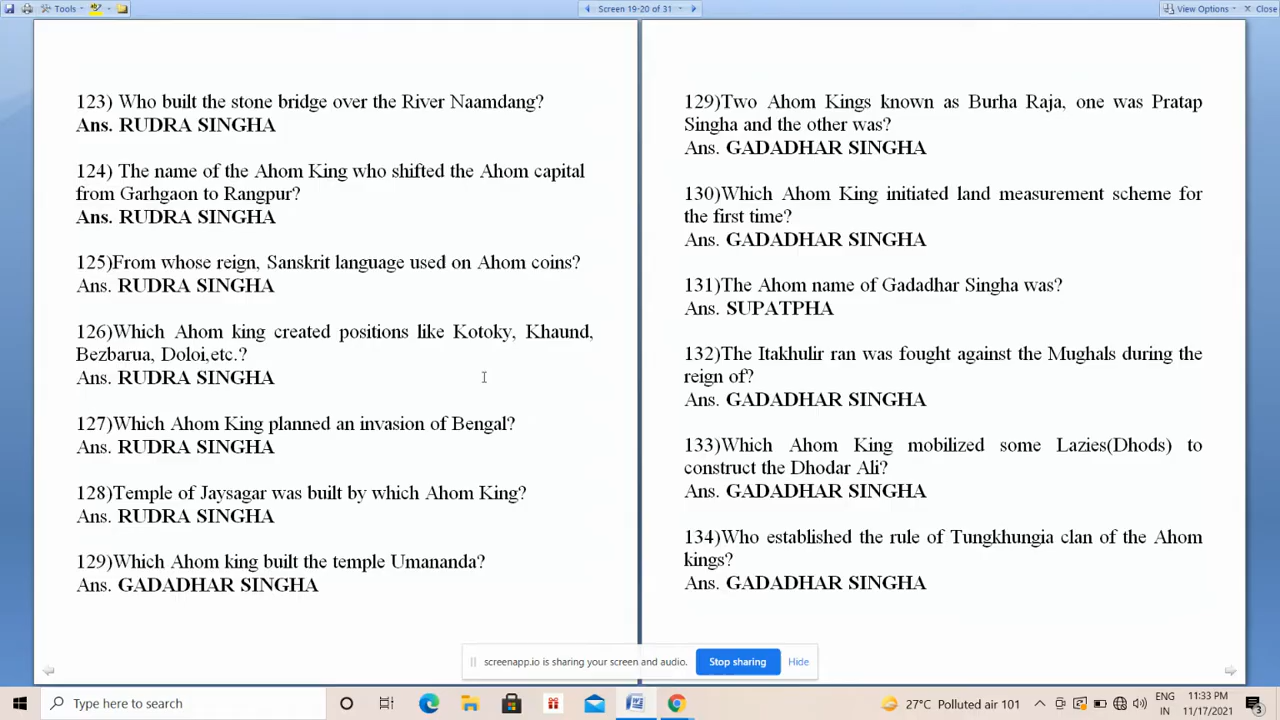 Tools
Screen 19-20 of 31
View Options
Close
123) Who built the stone bridge over the River Naamdang?
Ans. RUDRA SINGHA
124) The name of the Ahom King who shifted the Ahom capital
from Garhgaon to Rangpur?
Ans. RUDRA SINGHA
125)From whose reign, Sanskrit language used on Ahom coins?
Ans. RUDRA SINGHA
126)Which Ahom king created positions like Kotoky, Khaund,
Bezbarua, Doloi,etc.?
Ans. RUDRA SINGHA
127)Which Ahom King planned an invasion of Bengal?
Ans. RUDRA SINGHA
128)Temple of Jaysagar was built by which Ahom King?
Ans. RUDRA SINGHA
129)Which Ahom king built the temple Umananda?
Ans. GADADHAR SINGHA
129)Two Ahom Kings known as Burha Raja, one was Pratap
Singha and the other was?
Ans. GADADHAR SINGHA
130)Which Ahom King initiated land measurement scheme for
the first time?
Ans. GADADHAR SINGHA
131)The Ahom name of Gadadhar Singha was?
Ans. SUPATPHA
132)The Itakhulir ran was fought against the Mughals during the
reign of?
Ans. GADADHAR SINGHA
133)Which Ahom King mobilized some Lazies(Dhods) to
construct the Dhodar Ali?
Ans. GADADHAR SINGHA
134)Who established the rule of Tungkhungia clan of the Ahom
kings?
Ans. GADADHAR SINGHA
screenapp.io is sharing your screen and audio.
Stop sharing
Hide
Type here to search
27°C Polluted air 101
ENG
IN
11:33 PM
11/17/2021
3